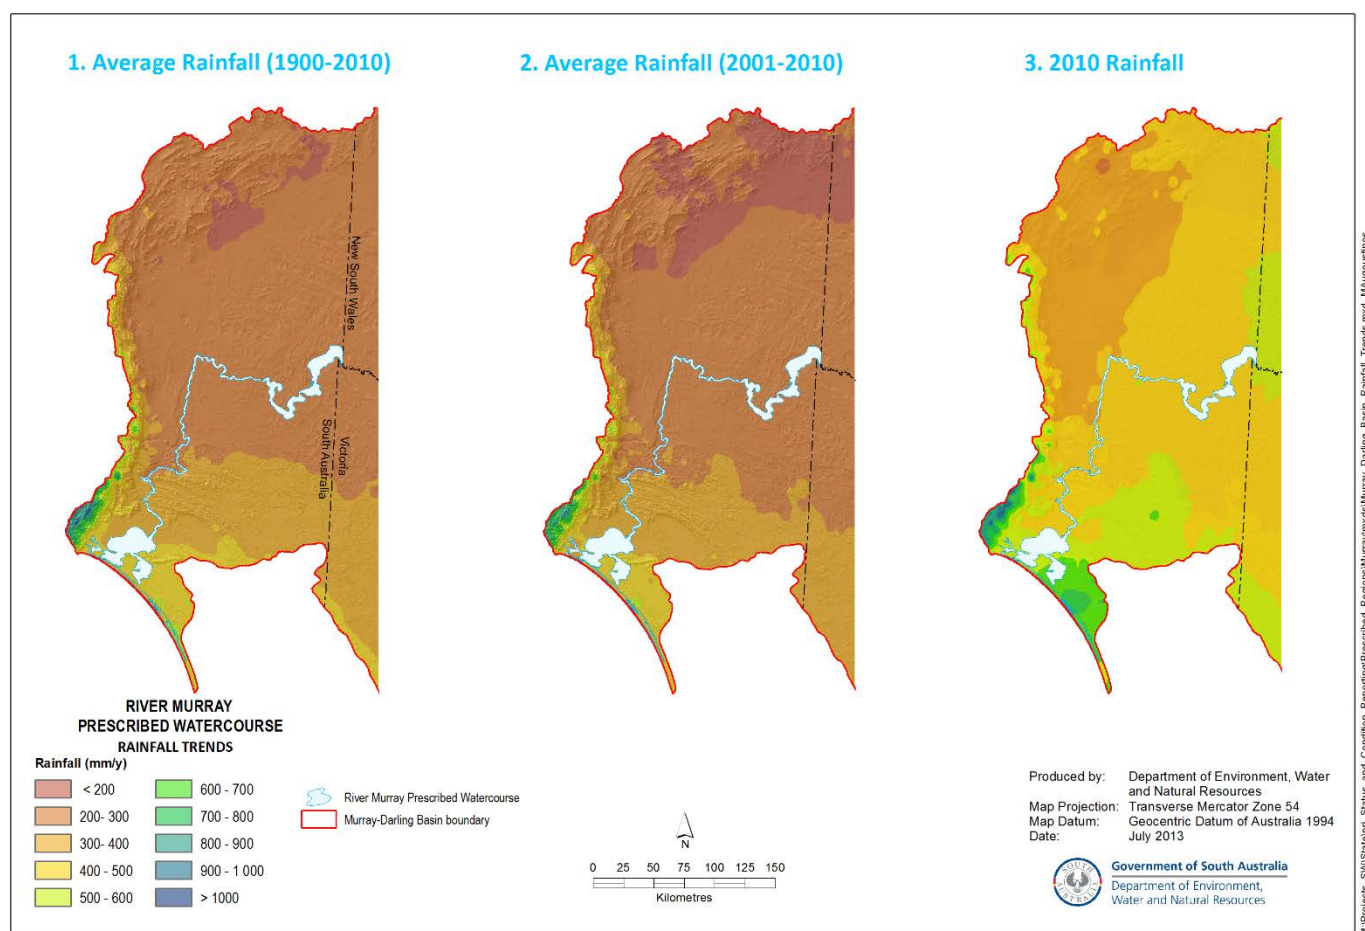 1. Average Rainfall (1900-2010)
2. Average Rainfall (2001-2010)
3. 2010 Rainfall
New South Wales
Victoria
South Australia
RIVER MURRAY
PRESCRIBED WATERCOURSE
RAINFALL TRENDS
Rainfall (mm/y)
< 200
200- 300
300- 400
400 - 500
500 - 600
600 - 700
700 - 800
800 - 900
900 - 1 000
> 1000
River Murray Prescribed Watercourse
Murray-Darling Basin boundary
N
0 25 50 75 100 125 150
Kilometres
Produced by: Department of Environment, Water
and Natural Resources
Map Projection: Transverse Mercator Zone 54
Map Datum: Geocentric Datum of Australia 1994
Date: July 2013
SOUTH AUSTRALIA
Government of South Australia
Department of Environment,
Water and Natural Resources